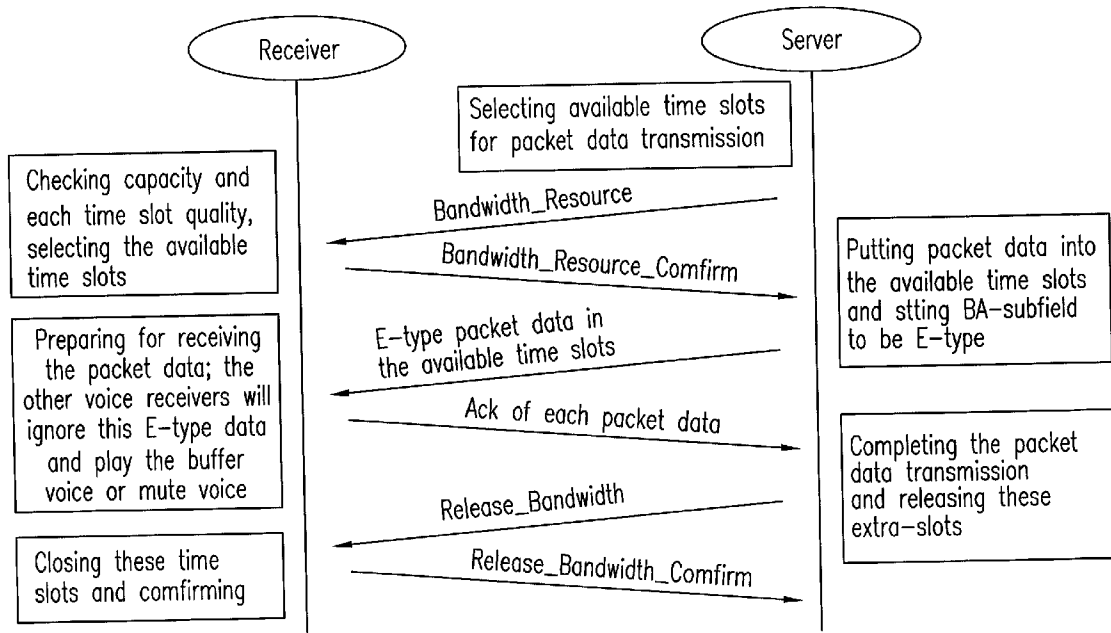 Receiver
Server
Selecting available time slots
for packet data transmission
Checking capacity and
each time slot quality,
selecting the available
time slots
Bandwidth_Resource
Bandwidth_Resource_Comfirm
Putting packet data into
the available time slots
and stting BA-subfield
to be E-type
Preparing for receiving
the packet data; the
other voice receivers will
ignore this E-type data
and play the buffer
voice or mute voice
E-type packet data in
the available time slots
Ack of each packet data
Completing the packet
data transmission
and releasing these
extra-slots
Release_Bandwidth
Closing these time
slots and comfirming
Release_Bandwidth_Comfirm